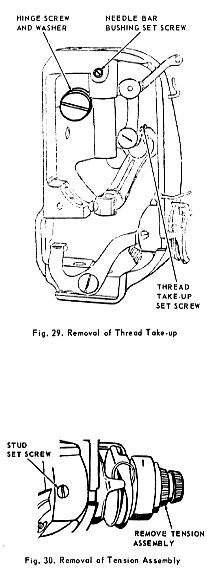 HINGE SCREW
AND WASHER
NEEDLE BAR
BUSHING SET SCREW
THREAD
TAKE-UP
SET SCREW
Fig. 29. Removal of Thread Take-up
STUD
SET SCREW
REMOVE TENSION
ASSEMBLY
Fig. 30. Removal of Tension Assembly